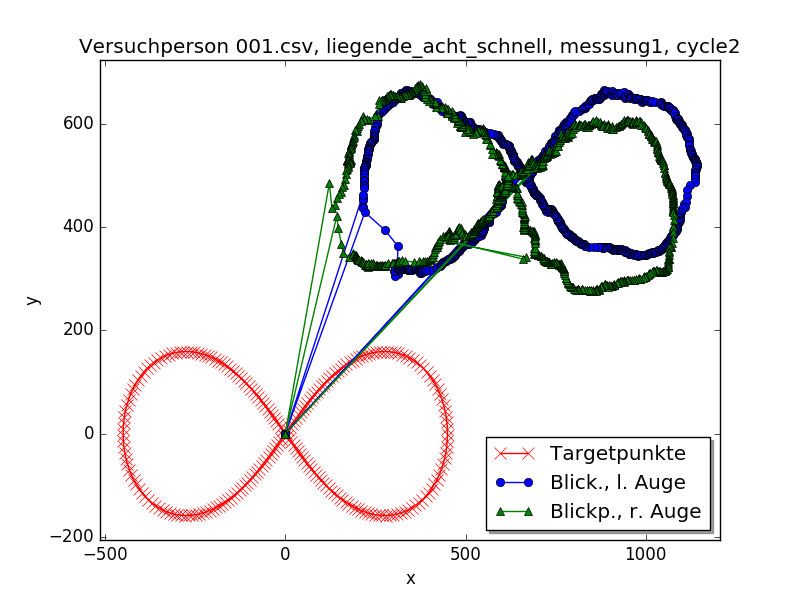 Versuchperson 001.csv, liegende_acht_schnell, messung1, cycle2
y
600
400
200
0
−200
−500
0
500
1000
x
Targetpunkte
Blick., l. Auge
Blickp., r. Auge